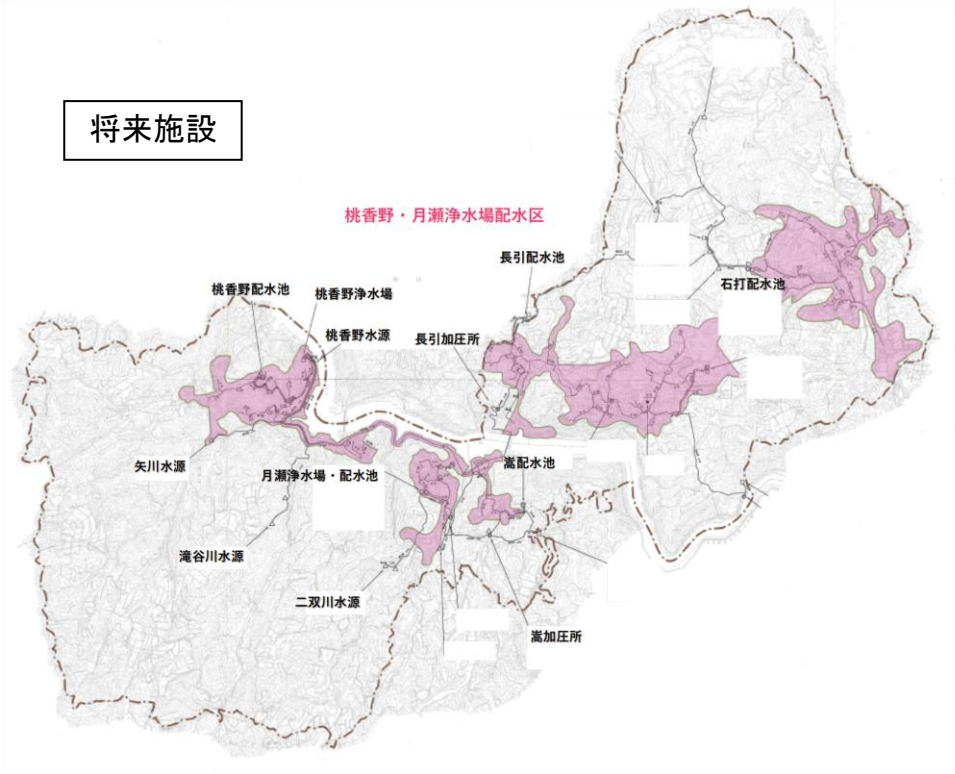 将来施設
桃香野・月瀬浄水場配水区
長引配水池
石打配水池
桃香野配水池
桃香野浄水場
桃香野水源
長引加圧所
矢川水源
月瀬浄水場・配水池
嵩配水池
滝谷川水源
二双川水源
嵩加圧所